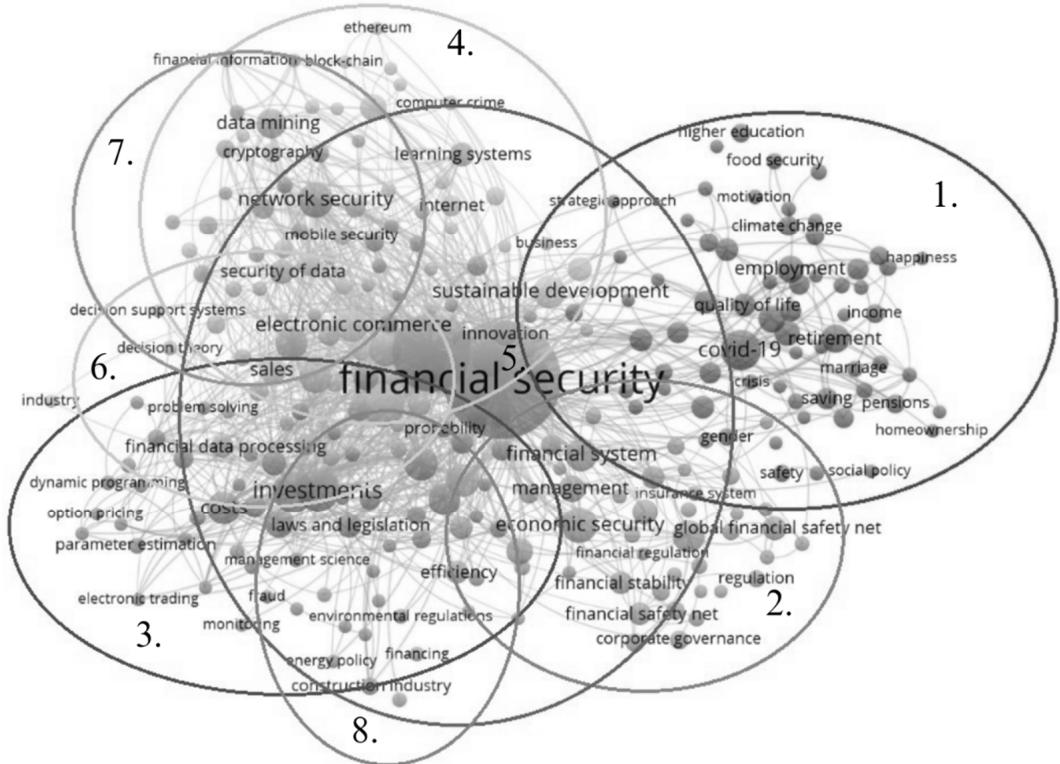 ethereum
4.
financial information
block-chain
computer crime
data mining
higher education
7.
cryptography
learning systems
food security
1.
network security
internet
strategic approach
motivation
mobile security
business
climate change
happiness
security of data
employment
sustainable development
decision support systems
quality of life
income
electronic commerce
innovation
retirement
decision theory
covid-19
5.
6.
sales
financial security
marriage
crisis
industry
problem solving
saving
pensions
probability
homeownership
financial data processing
gender
financial system
safety
social policy
dynamic programming
investments
management
insurance system
costs
option pricing
laws and legislation
economic security
global financial safety net
parameter estimation
management science
financial regulation
efficiency
financial stability
regulation
electronic trading
fraud
2.
monitoring
environmental regulations
financial safety net
3.
corporate governance
energy policy
financing
construction industry
8.